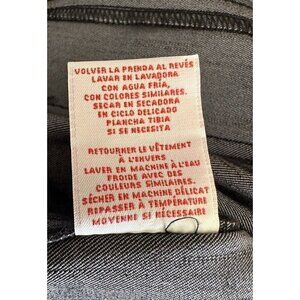 VOLVER LA PRENDA AL REVÉS
LAVAR EN LAVADORA
CON AGUA FRÍA,
CON COLORES SIMILARES.
SECAR EN SECADORA
EN CICLO DELICADO
PLANCHA TIBIA
SI SE NECESITA
RETOURNER LE VÊTEMENT
À L'ENVERS
LAVER EN MACHINE À L'EAU
FROIDE AVEC DES
COULEURS SIMILAIRES.
SÉCHER EN MACHINE DÉLICAT
REPASSER À TEMPÉRATURE
MOYENNE SI NÉCESSAIRE